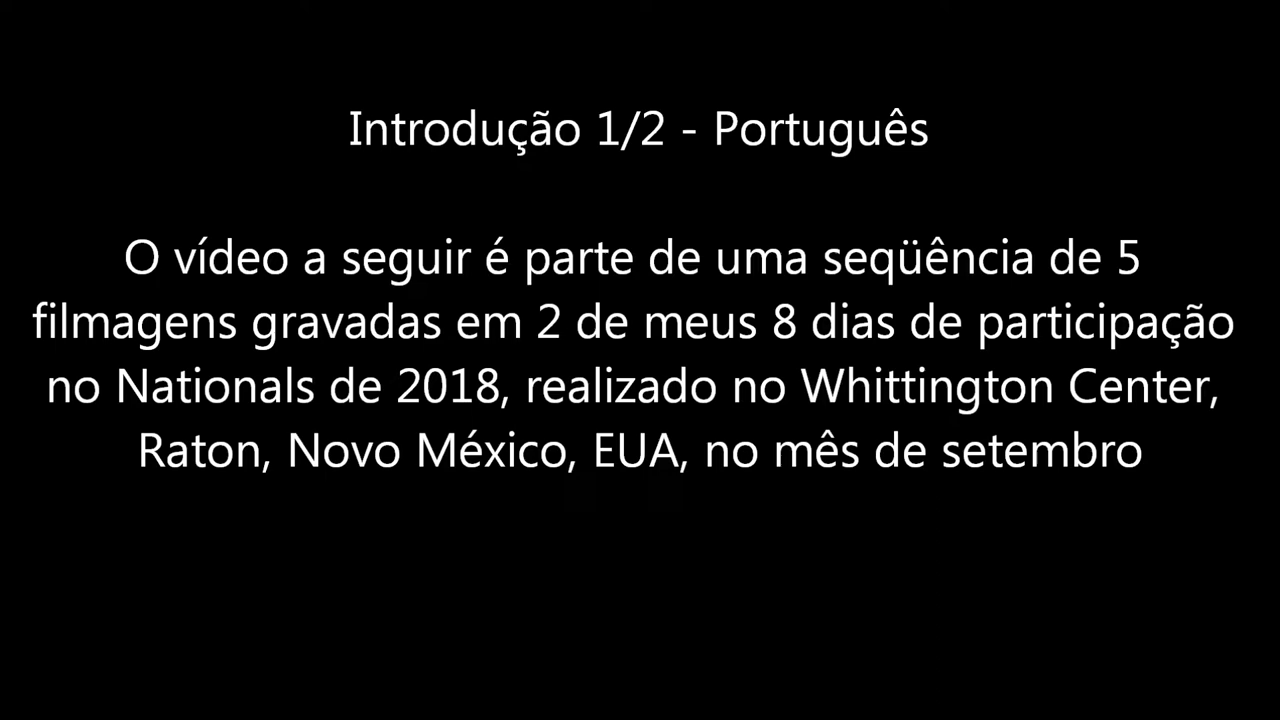 Introdução 1/2 - Português
O vídeo a seguir é parte de uma seqüência de 5
filmagens gravadas em 2 de meus 8 dias de participação
no Nationals de 2018, realizado no Whittington Center,
Raton, Novo México, EUA, no mês de setembro